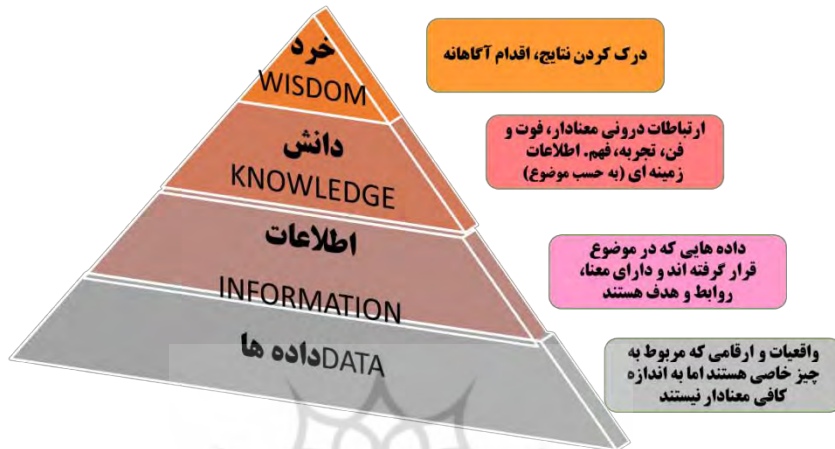 خرد
WISDOM
درک کردن نتایج، اقدام آگاهانه
دانش
KNOWLEDGE
ارتباطات درونی معنادار، فوت و
فن، تجربه، فهم. اطلاعات
زمینه ای (به حسب موضوع)
اطلاعات
INFORMATION
داده هایی که در موضوع
قرار گرفته اند و دارای معنا،
روابط و هدف هستند
داده ها DATA
واقعیات و ارقامی که مربوط به
چیز خاصی هستند اما به اندازه
کافی معنادار نیستند